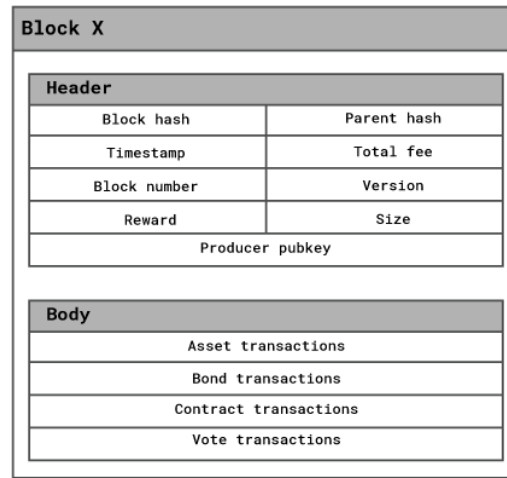 Block X
Header
Block hash Parent hash
Timestamp Total fee
Block number Version
Reward Size
Producer pubkey
Body
Asset transactions
Bond transactions
Contract transactions
Vote transactions